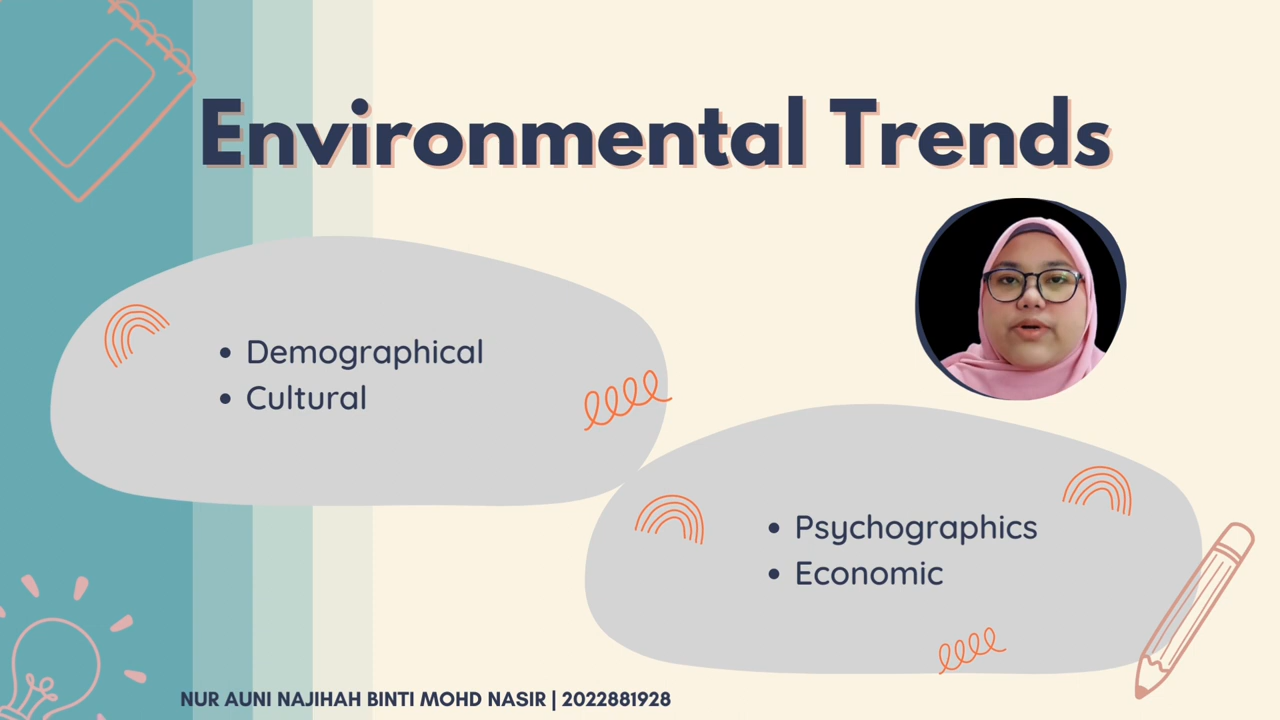 Environmental Trends
Demographical
Cultural
Psychographics
Economic
NUR AUNI NAJIHAH BINTI MOHD NASIR | 2022881928